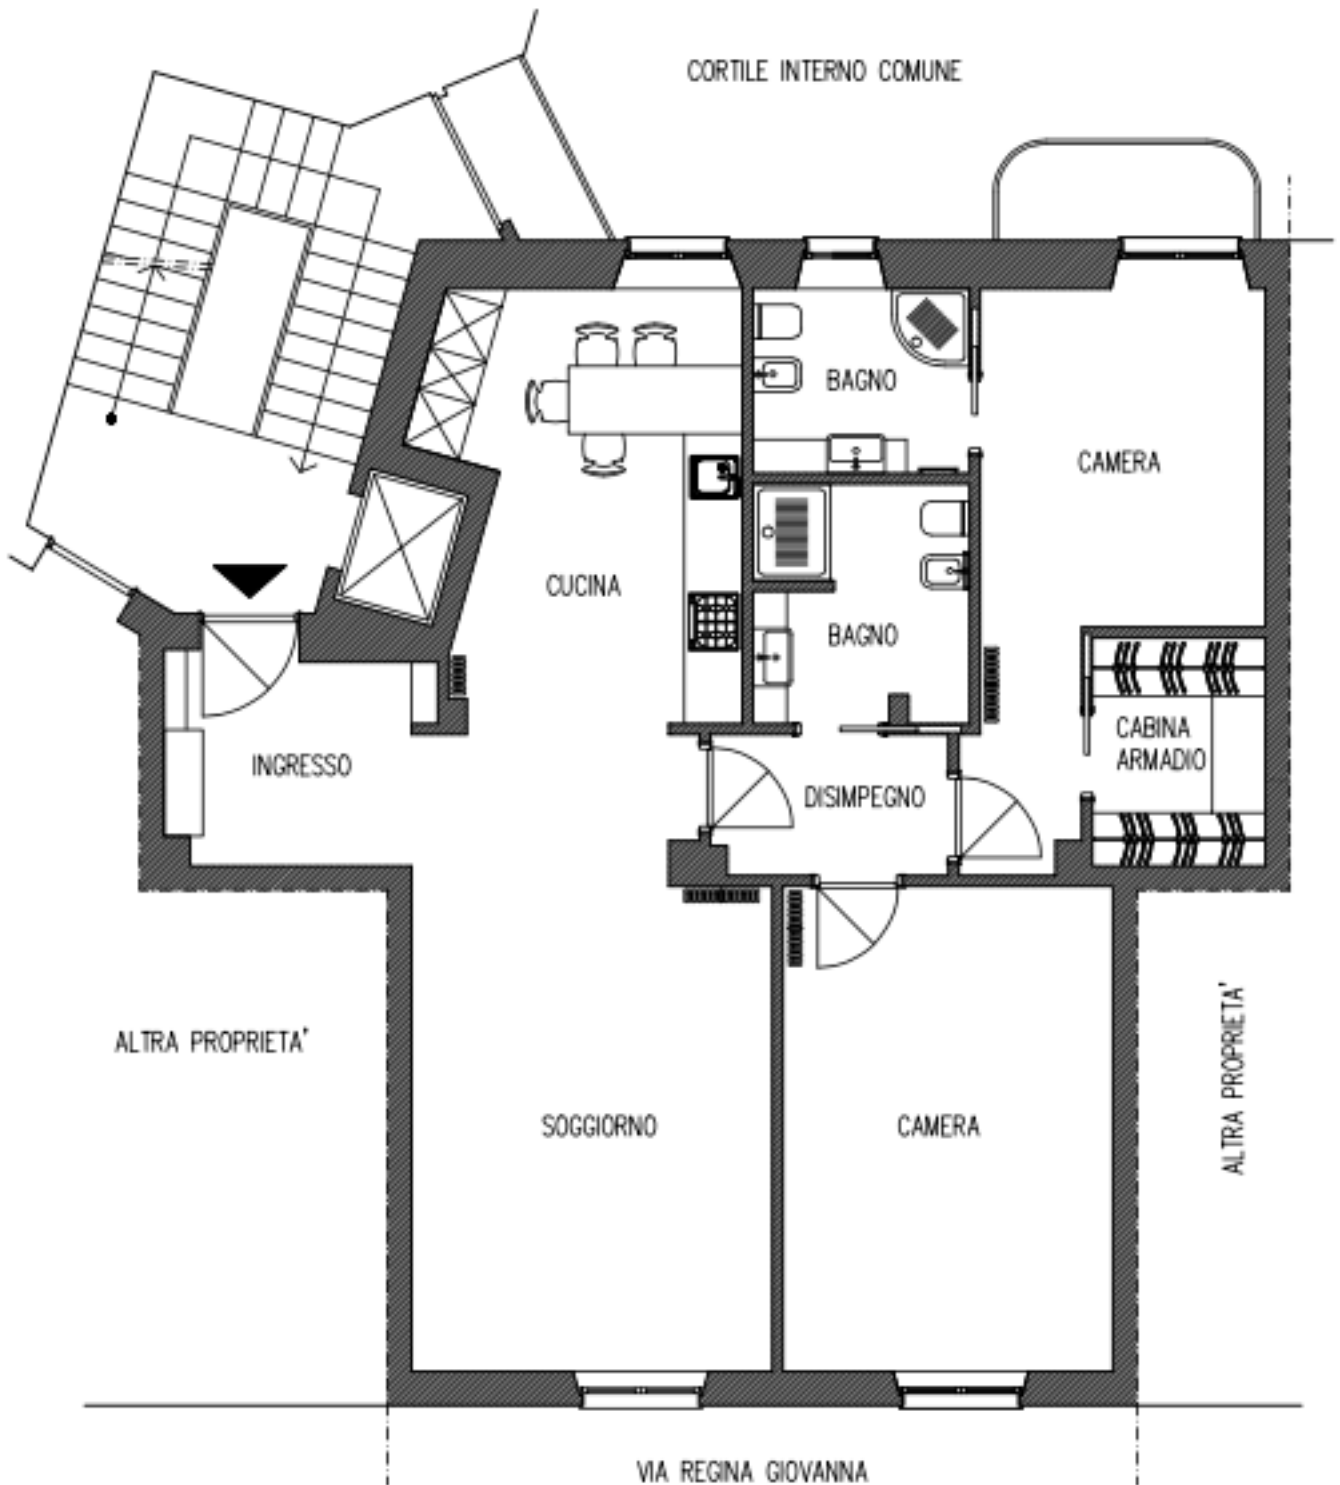 CORTILE INTERNO COMUNE
BAGNO
CAMERA
CUCINA
BAGNO
INGRESSO
CABINA
ARMADIO
DISIMPEGNO
ALTRA PROPRIETA'
ALTRA PROPRIETA'
SOGGIORNO
CAMERA
VIA REGINA GIOVANNA